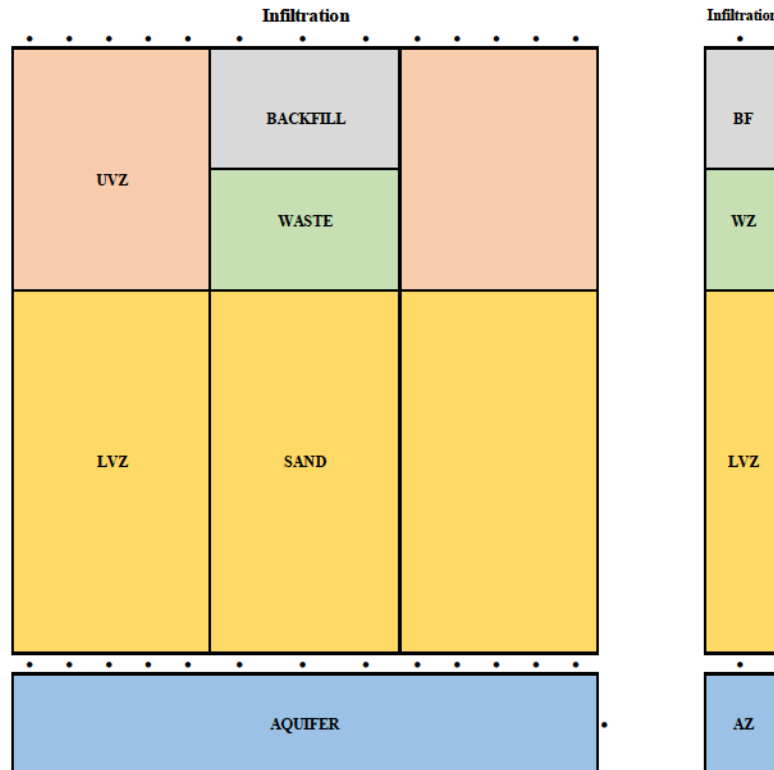 Infiltration
Infiltration
BACKFILL
BF
UVZ
WASTE
WZ
LVZ
SAND
LVZ
AQUIFER
AZ